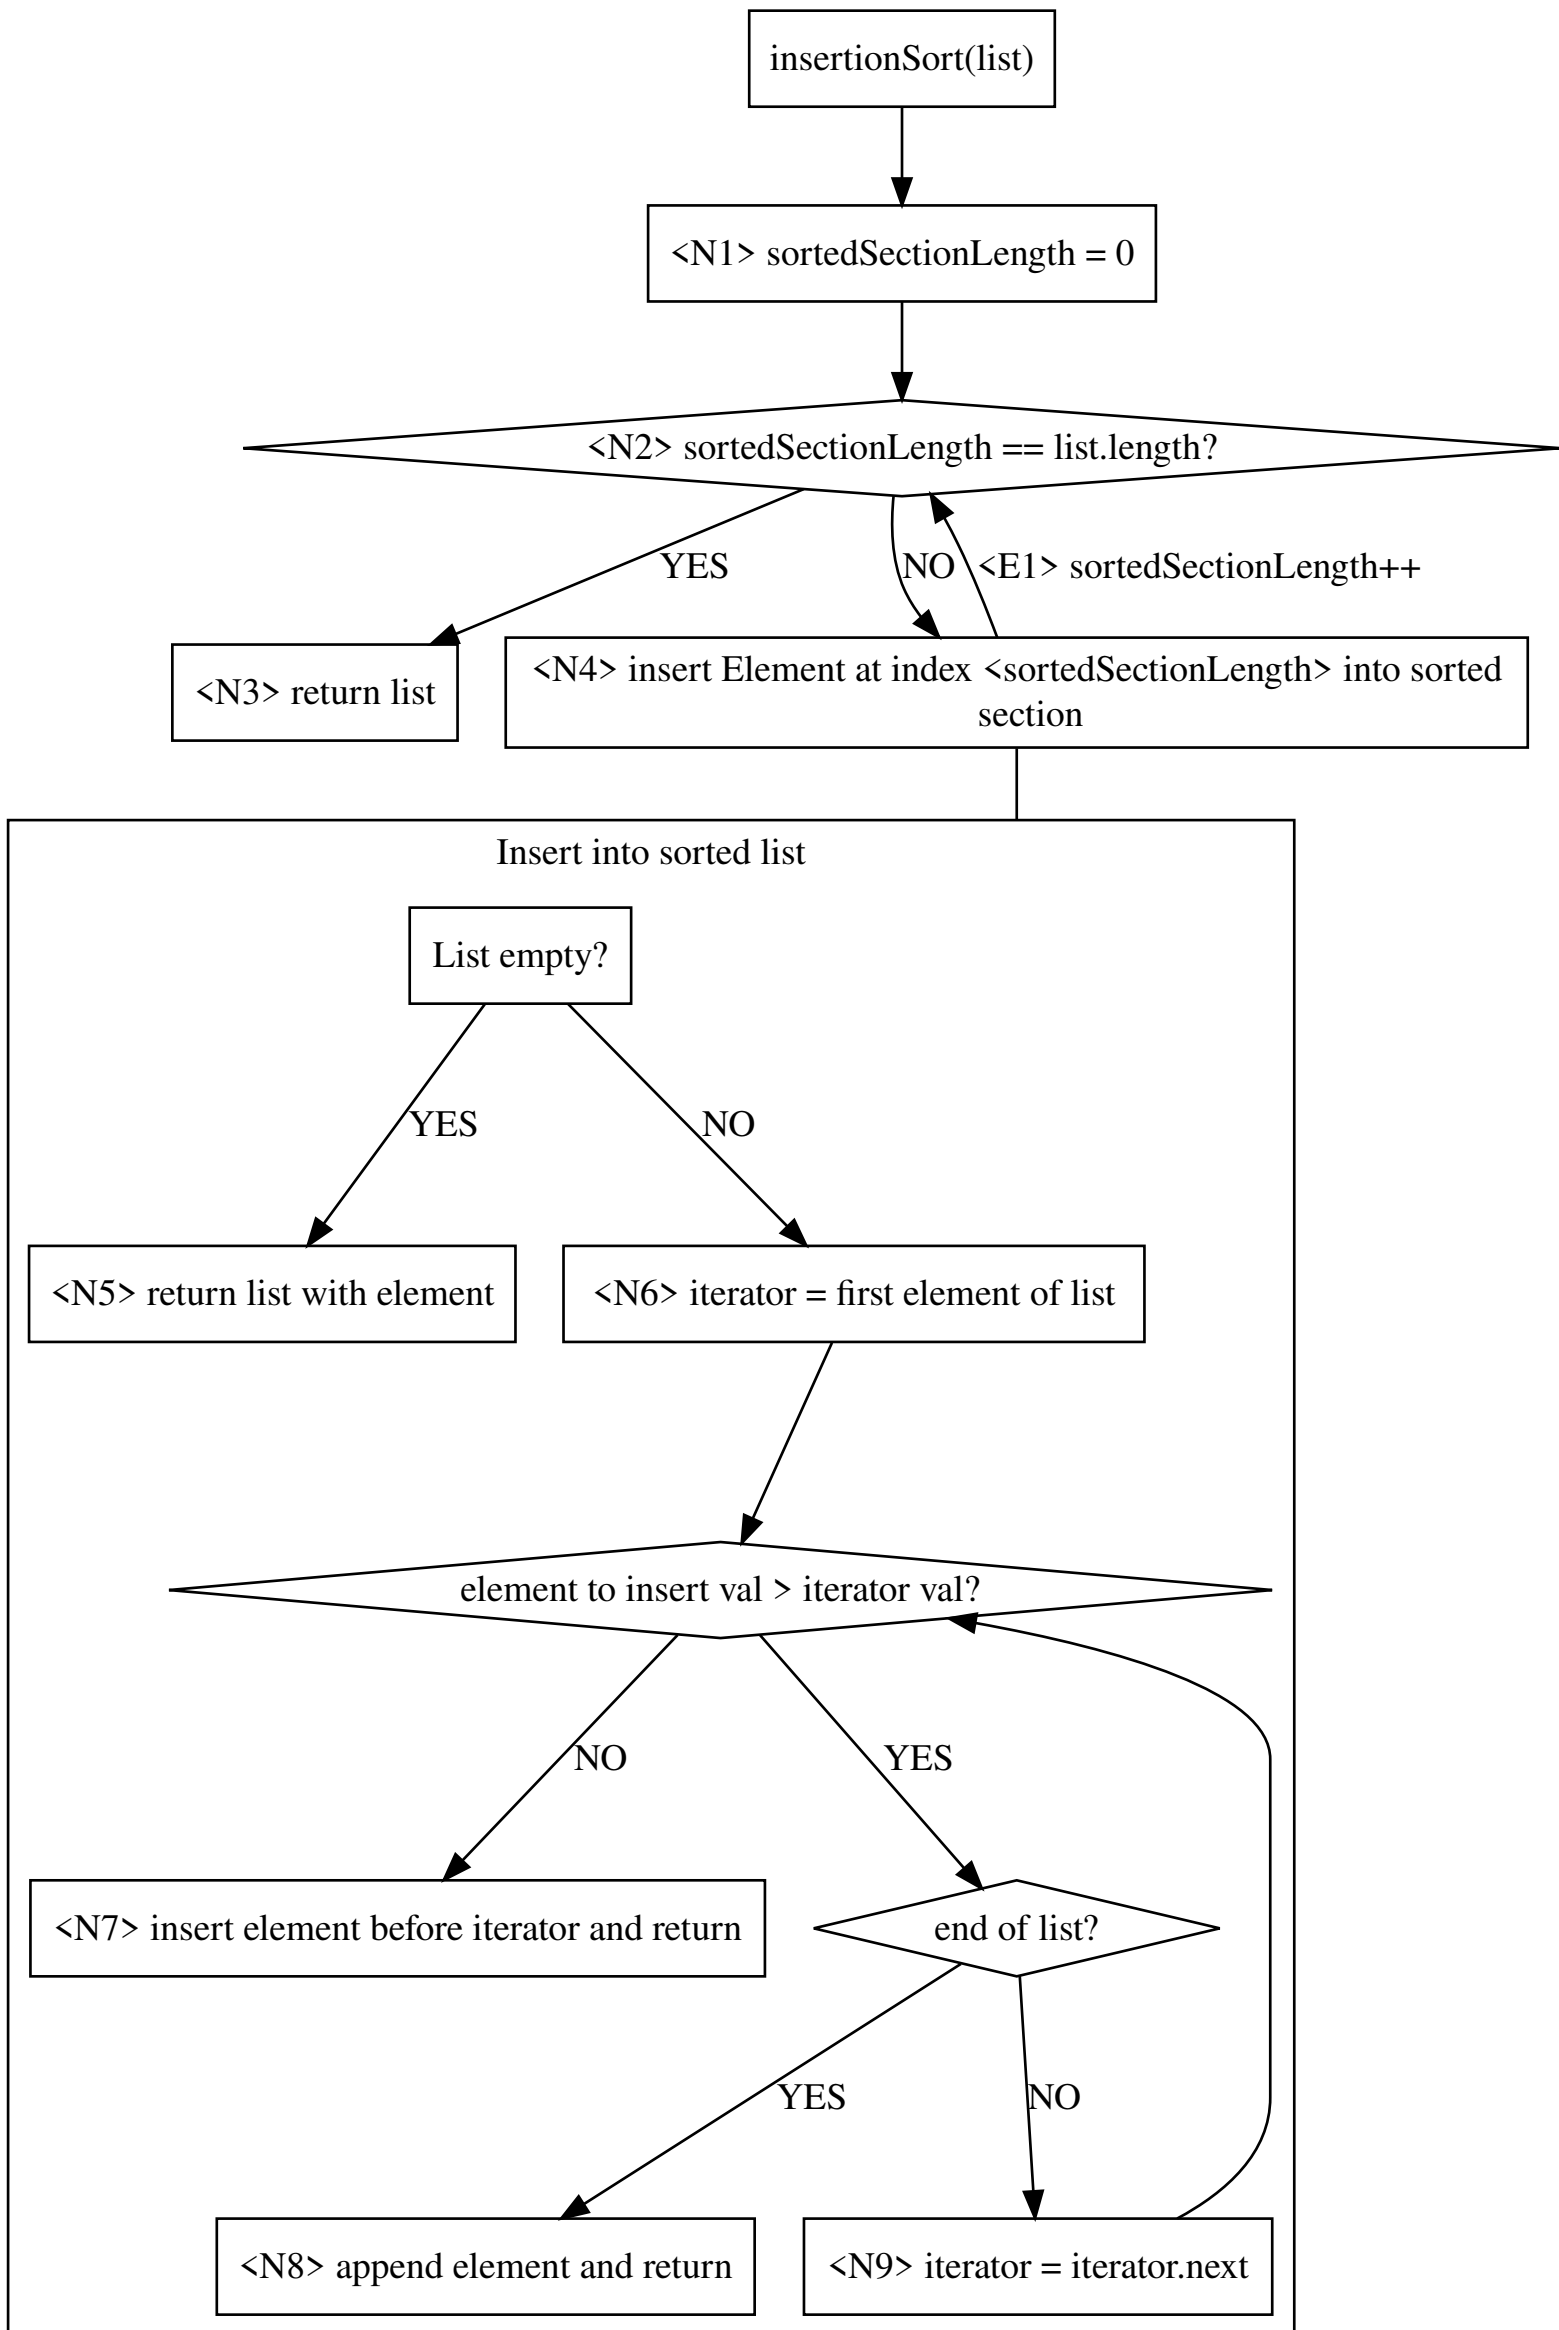 insertionSort(list)
<N1> sortedSectionLength = 0
<N2> sortedSectionLength == list.length?
YES
NO
<E1> sortedSectionLength++
<N3> return list
<N4> insert Element at index <sortedSectionLength> into sorted
section
Insert into sorted list
List empty?
YES
NO
<N5> return list with element
<N6> iterator = first element of list
element to insert val > iterator val?
NO
YES
<N7> insert element before iterator and return
end of list?
YES
NO
<N8> append element and return
<N9> iterator = iterator.next